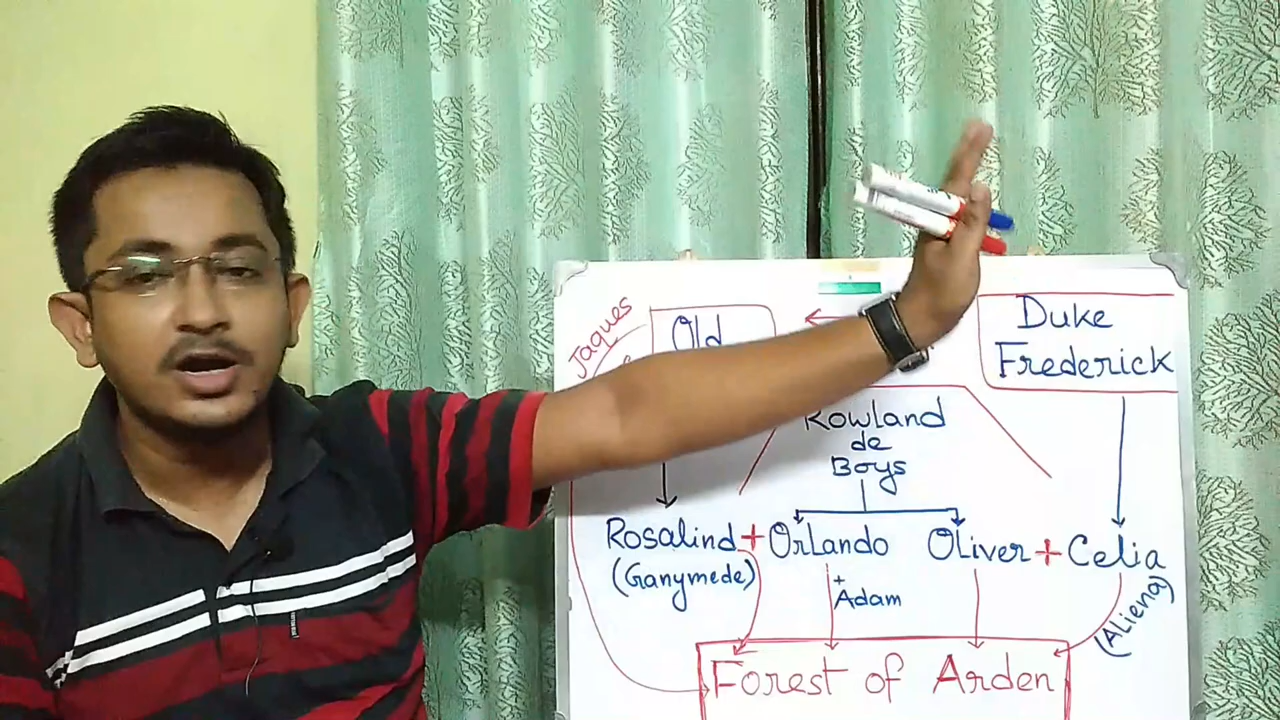 Jaques
Old
Duke
Frederick
Rowland
de
Boys
Rosalind + Orlando
Oliver + Celia
(Ganymede)
+
Adam
(Aliena)
Forest of Arden